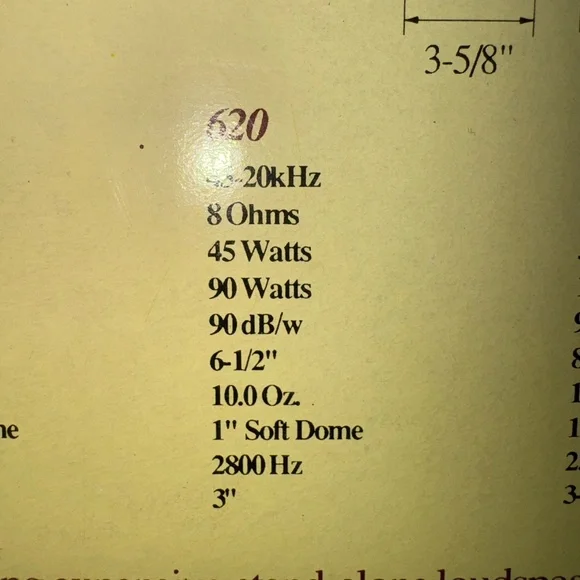 3-5/8"
620
-20kHz
8 Ohms
45 Watts
90 Watts
90 dB/w
6-1/2"
10.0 Oz.
1" Soft Dome
2800 Hz
3"